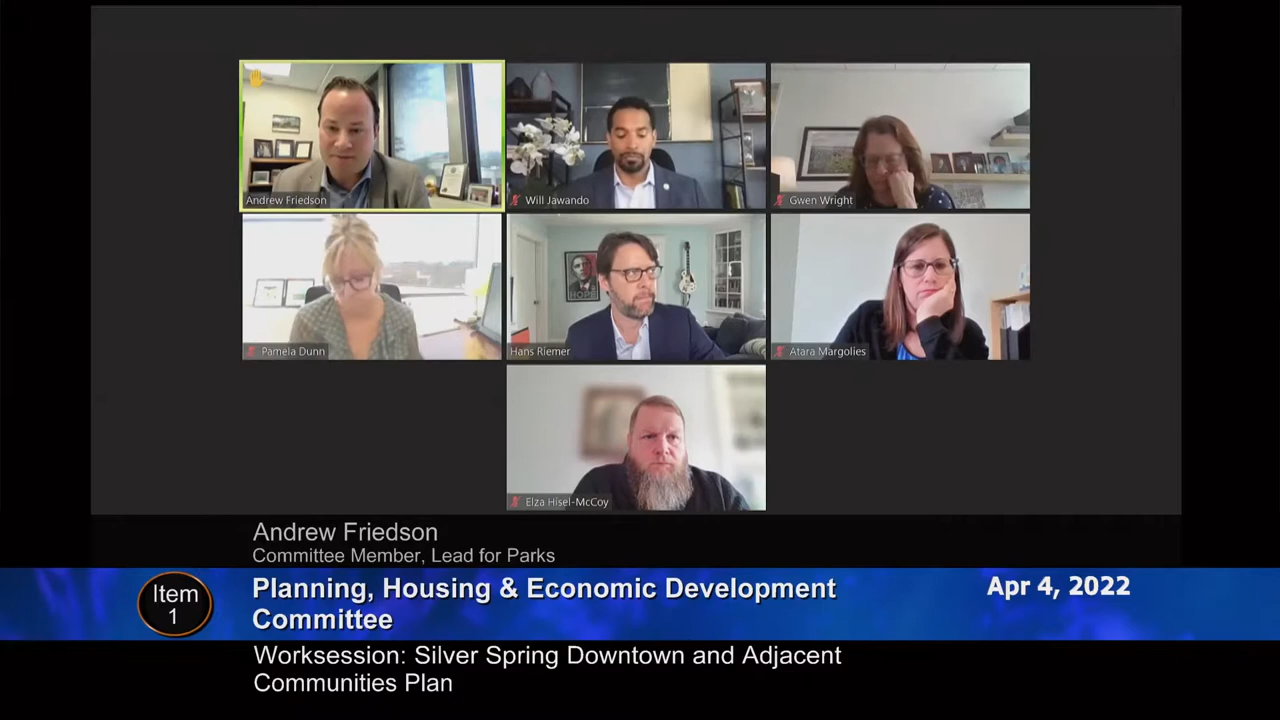 Andrew Friedson
Will Jawando
Gwen Wright
Pamela Dunn
Hans Riemer
HOPE
Atara Margolies
Elza Hisel-McCoy
Andrew Friedson
Committee Member, Lead for Parks
Item
1
Planning, Housing & Economic Development
Committee
Apr 4, 2022
Worksession: Silver Spring Downtown and Adjacent
Communities Plan